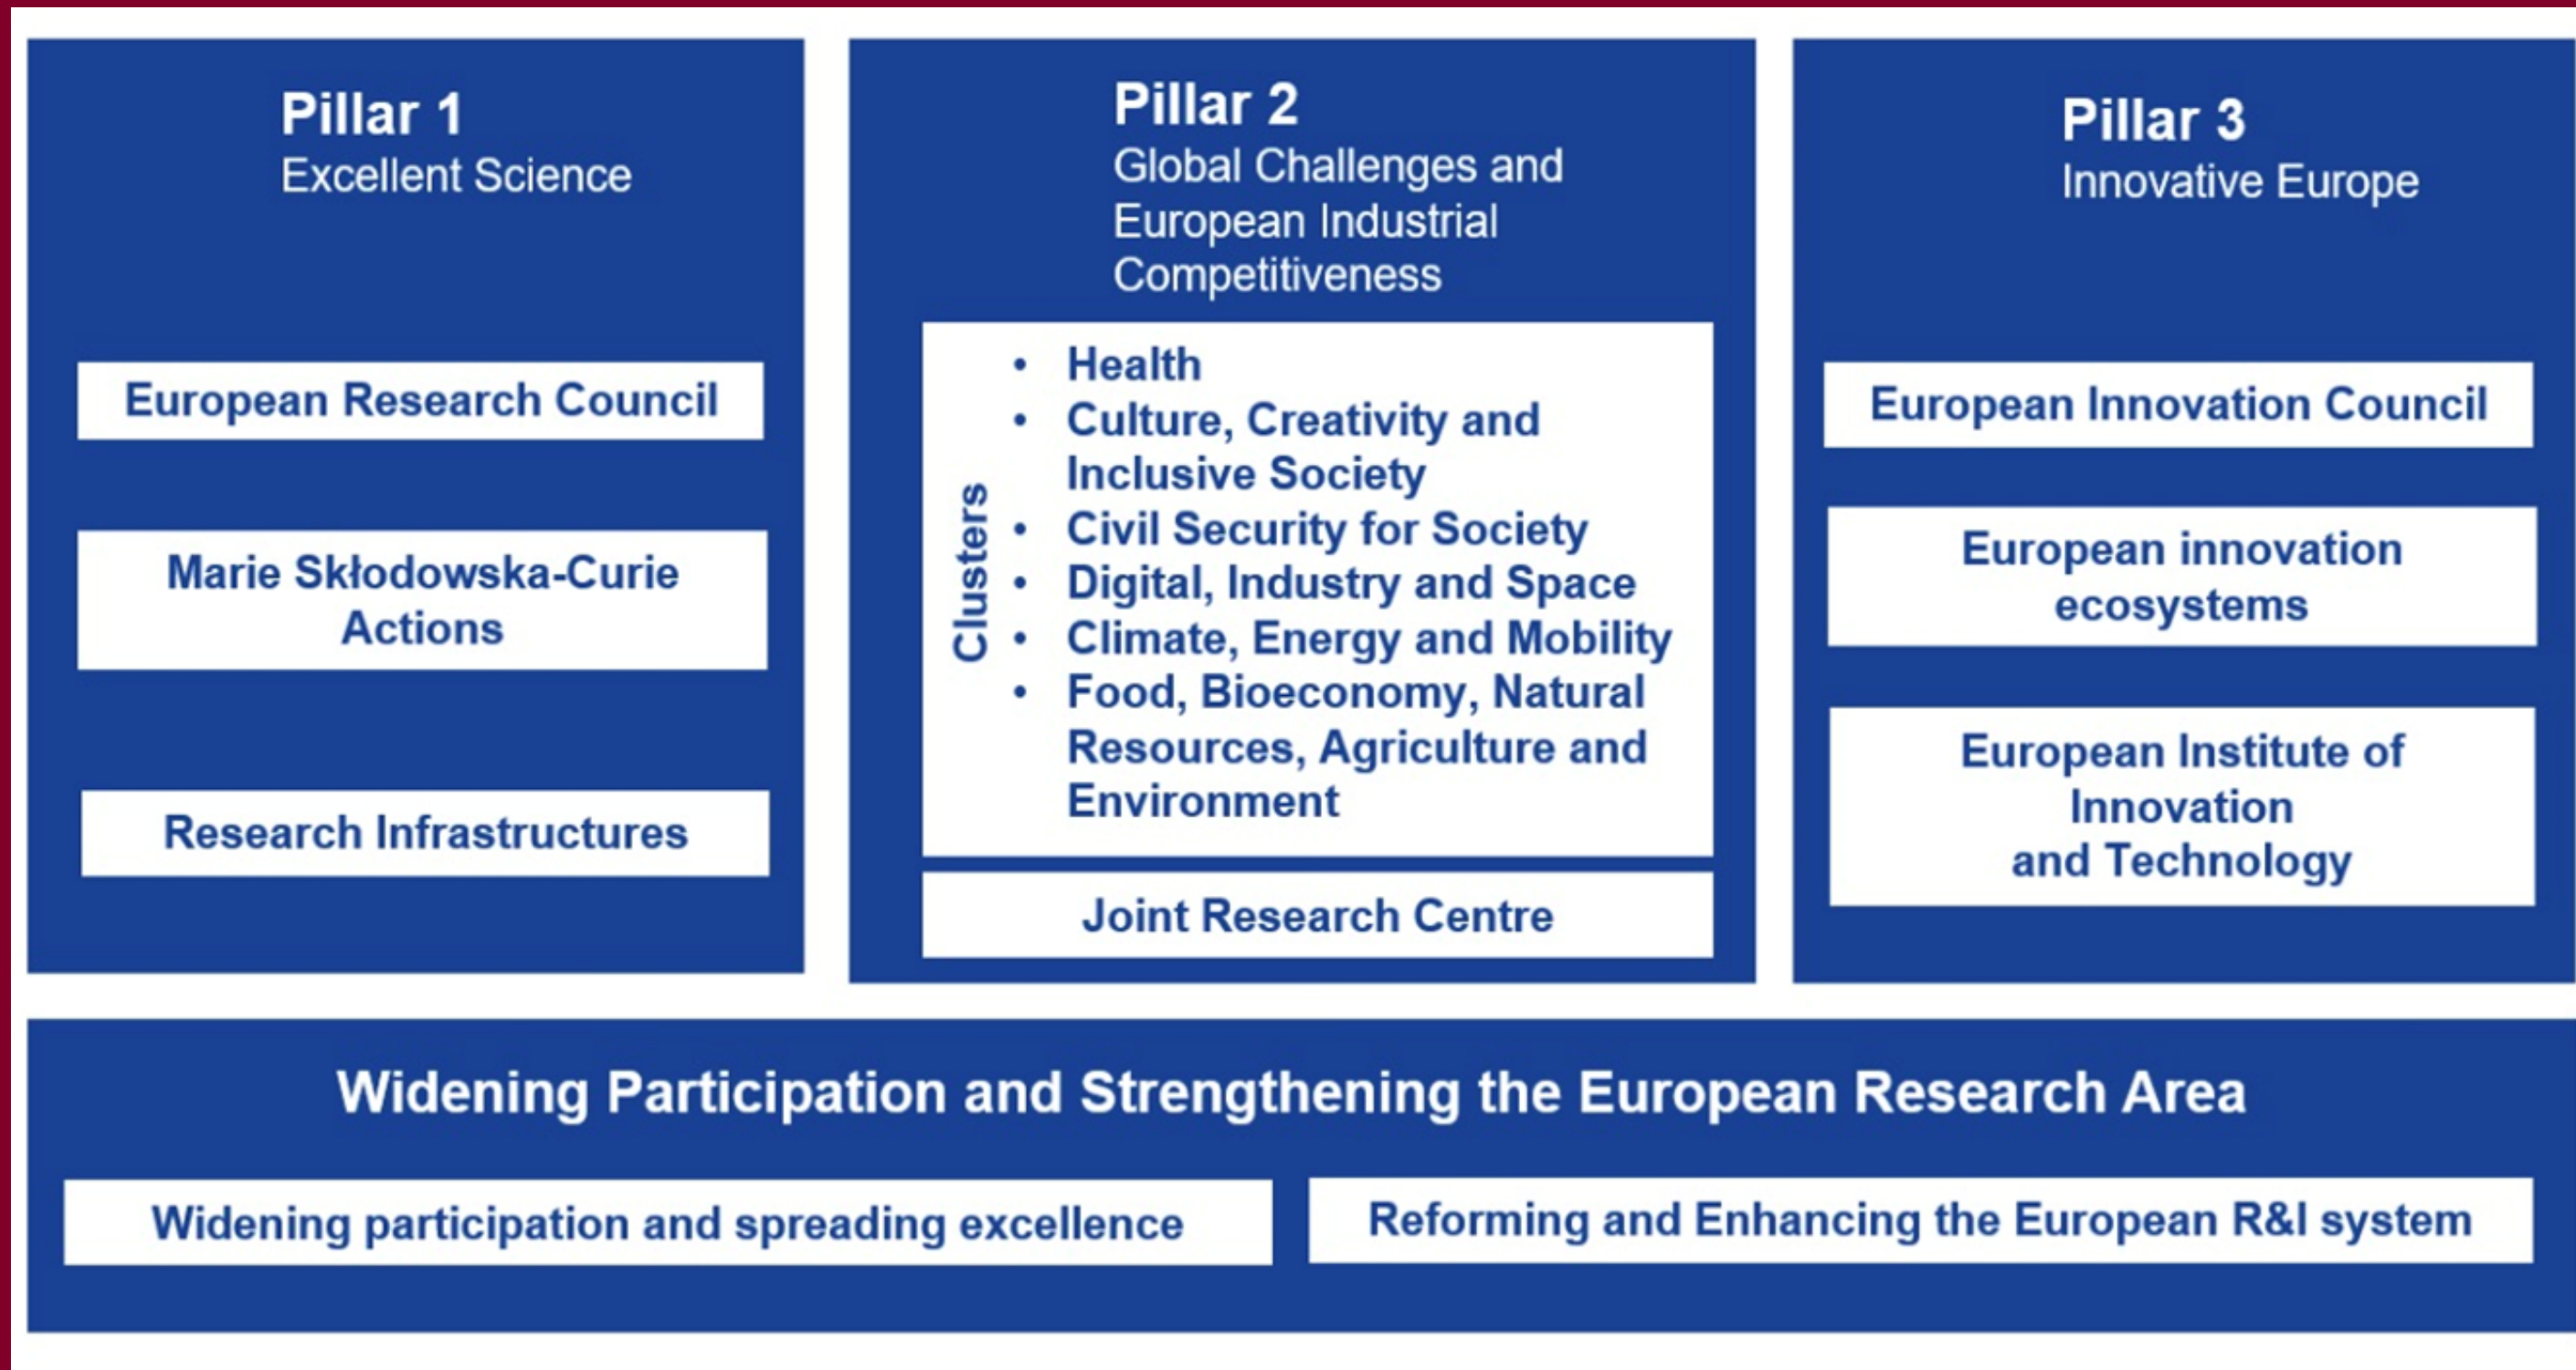 Pillar 1
Excellent Science
European Research Council
Marie Skłodowska-Curie
Actions
Research Infrastructures
Pillar 2
Global Challenges and
European Industrial
Competitiveness
Clusters
• Health
• Culture, Creativity and
Inclusive Society
• Civil Security for Society
• Digital, Industry and Space
• Climate, Energy and Mobility
• Food, Bioeconomy, Natural
Resources, Agriculture and
Environment
Joint Research Centre
Pillar 3
Innovative Europe
European Innovation Council
European innovation
ecosystems
European Institute of
Innovation
and Technology
Widening Participation and Strengthening the European Research Area
Widening participation and spreading excellence
Reforming and Enhancing the European R&I system